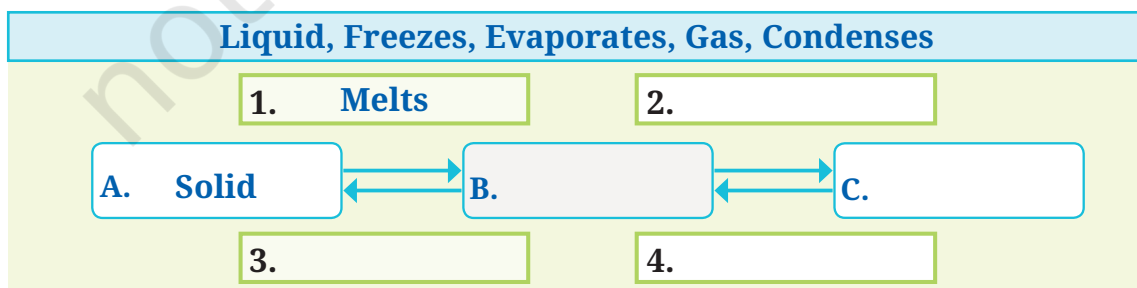 Liquid, Freezes, Evaporates, Gas, Condenses
1. Melts
2.
A. Solid
B.
C.
3.
4.